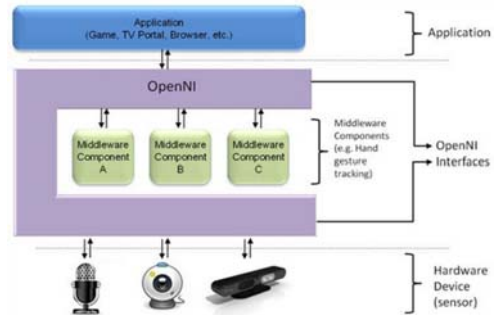 Application
(Game, TV Portal, Browser, etc.)
Application
OpenNI
Middleware
Component
A
Middleware
Component
B
Middleware
Component
C
Middleware
Components
(e.g. Hand
gesture
tracking)
OpenNI
Interfaces
Hardware
Device
(sensor)